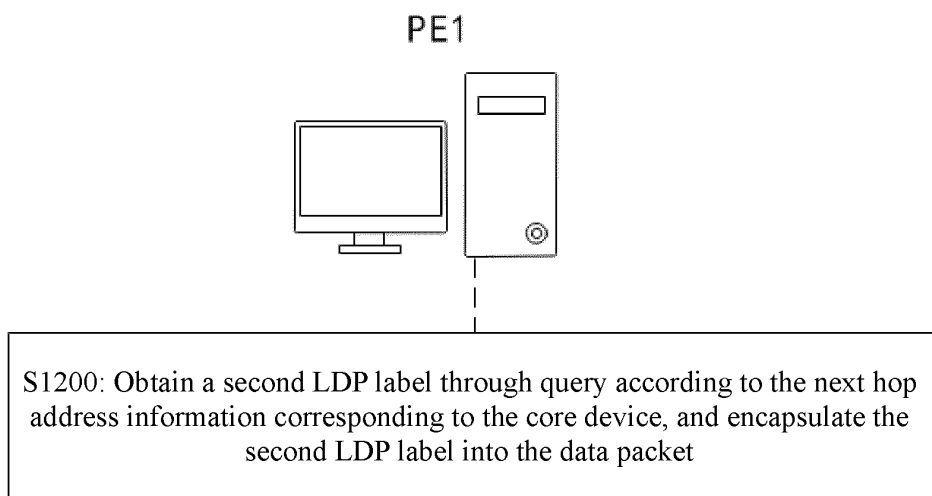 PE1
S1200: Obtain a second LDP label through query according to the next hop
address information corresponding to the core device, and encapsulate the
second LDP label into the data packet